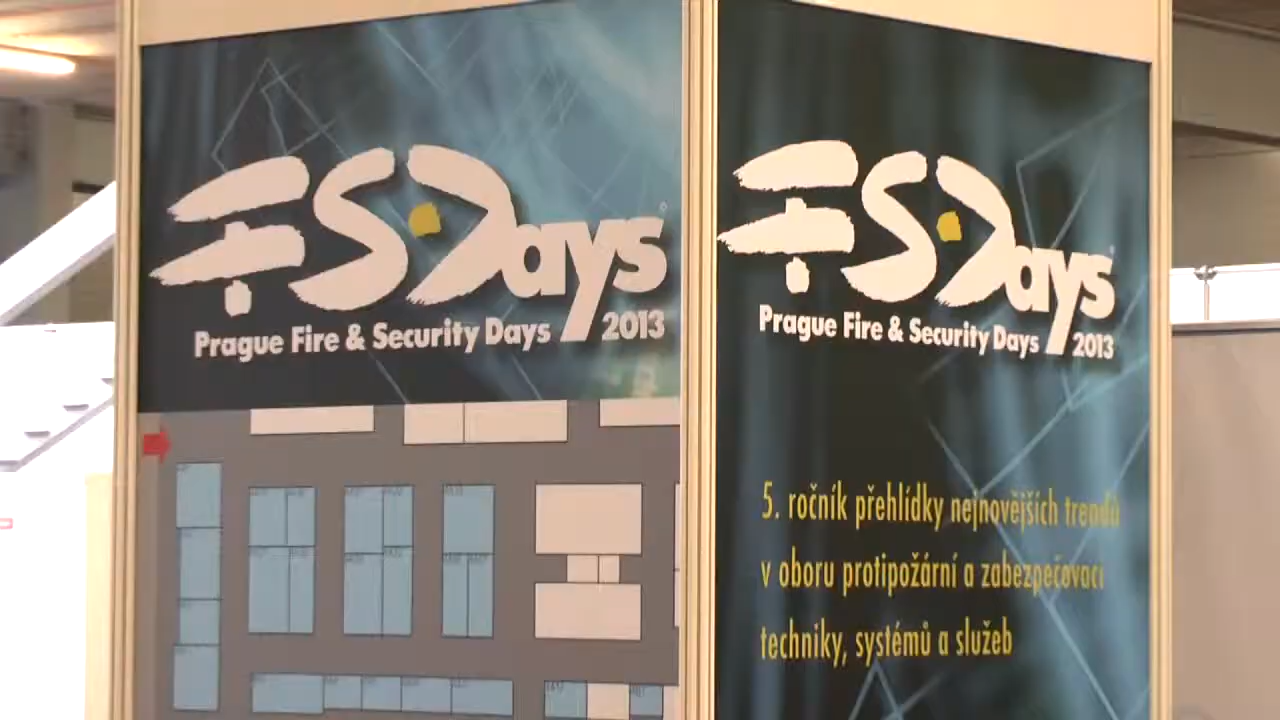 FSDays
Prague Fire & Security Days 2013
FSDays
Prague Fire & Security Days 2013
5. ročník přehlídky nejnovějších trendů
v oboru protipožární a zabezpečovací
techniky, systémů a služeb